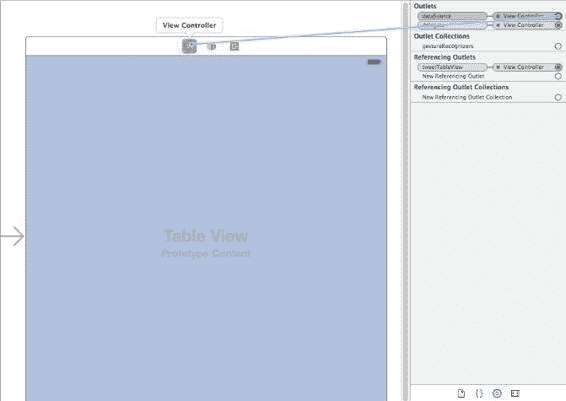 View Controller
Table View
Prototype Content
Outlets
dataSource View Controller
View Controller
Outlet Collections
gestureRecognizers
Referencing Outlets
tweetTableView View Controller
New Referencing Outlet
Referencing Outlet Collections
New Referencing Outlet Collection